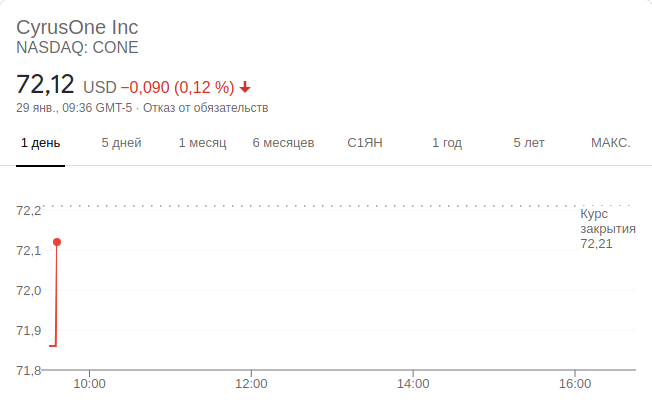 CyrusOne Inc
NASDAQ: CONE
72,12 USD −0,090 (0,12 %)
29 янв., 09:36 GMT-5 · Отказ от обязательств
1 день 5 дней 1 месяц 6 месяцев С1ЯН 1 год 5 лет МАКС.
72,2
Курс
закрытия
72,21
72,1
72,0
71,9
71,8
10:00 12:00 14:00 16:00